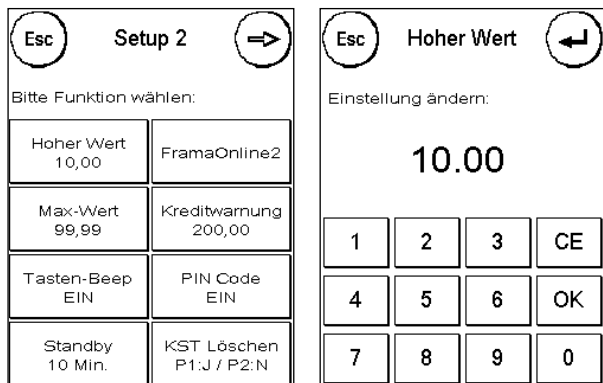 Esc Setup 2
Bitte Funktion wählen:
Hoher Wert
10,00
FramaOnline2
Max-Wert
99,99
Kreditwarnung
200,00
Tasten-Beep
EIN
PIN Code
EIN
Standby
10 Min.
KST Löschen
P1:J / P2:N
Esc Hoher Wert
Einstellung ändern:
10.00
1 2 3 CE
4 5 6 OK
7 8 9 0